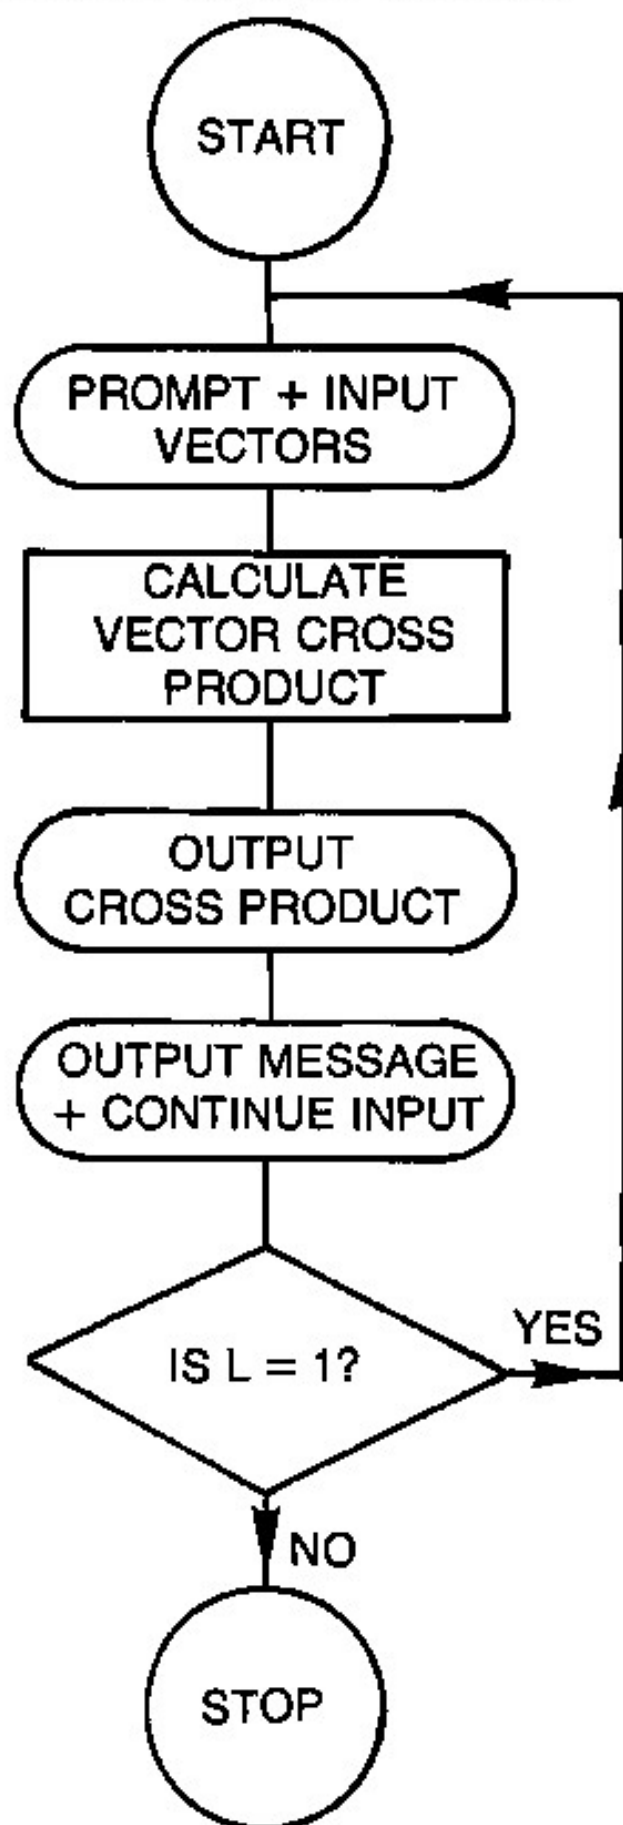 START
PROMPT + INPUT
VECTORS
CALCULATE
VECTOR CROSS
PRODUCT
OUTPUT
CROSS PRODUCT
OUTPUT MESSAGE
+ CONTINUE INPUT
IS L = 1?
YES
NO
STOP